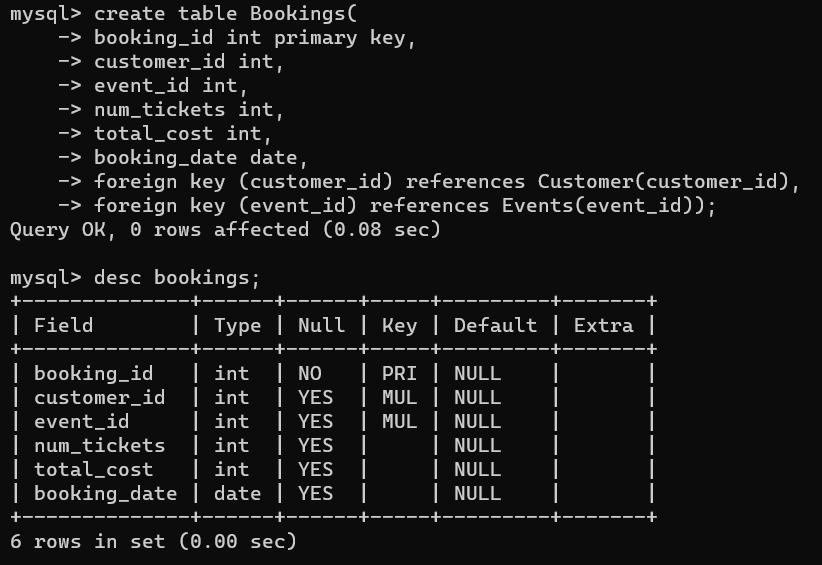 mysql> create table Bookings(
    -> booking_id int primary key,
    -> customer_id int,
    -> event_id int,
    -> num_tickets int,
    -> total_cost int,
    -> booking_date date,
    -> foreign key (customer_id) references Customer(customer_id),
    -> foreign key (event_id) references Events(event_id));
Query OK, 0 rows affected (0.08 sec)

mysql> desc bookings;
+--------------+------+------+-----+---------+-------+
| Field        | Type | Null | Key | Default | Extra |
+--------------+------+------+-----+---------+-------+
| booking_id   | int  | NO   | PRI | NULL    |       |
| customer_id  | int  | YES  | MUL | NULL    |       |
| event_id     | int  | YES  | MUL | NULL    |       |
| num_tickets  | int  | YES  |     | NULL    |       |
| total_cost   | int  | YES  |     | NULL    |       |
| booking_date | date | YES  |     | NULL    |       |
+--------------+------+------+-----+---------+-------+
6 rows in set (0.00 sec)